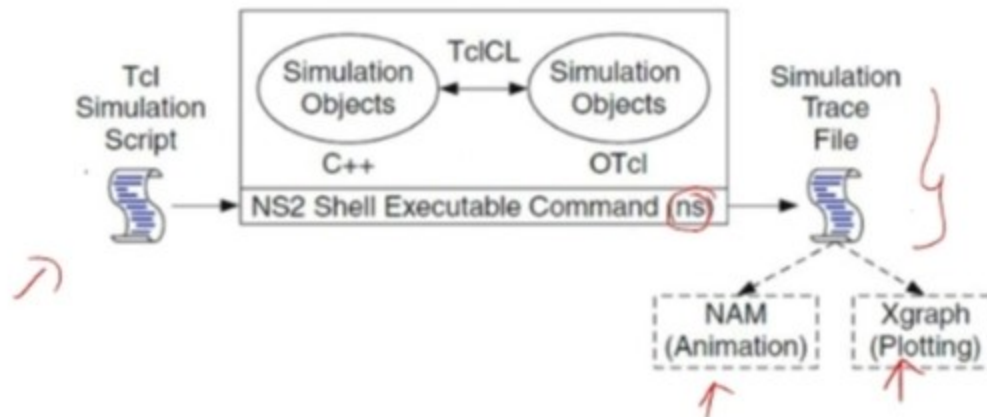 Tcl
Simulation
Script
Simulation
Objects
C++
TclCL
Simulation
Objects
OTcl
NS2 Shell Executable Command (ns)
Simulation
Trace
File
NAM
(Animation)
Xgraph
(Plotting)